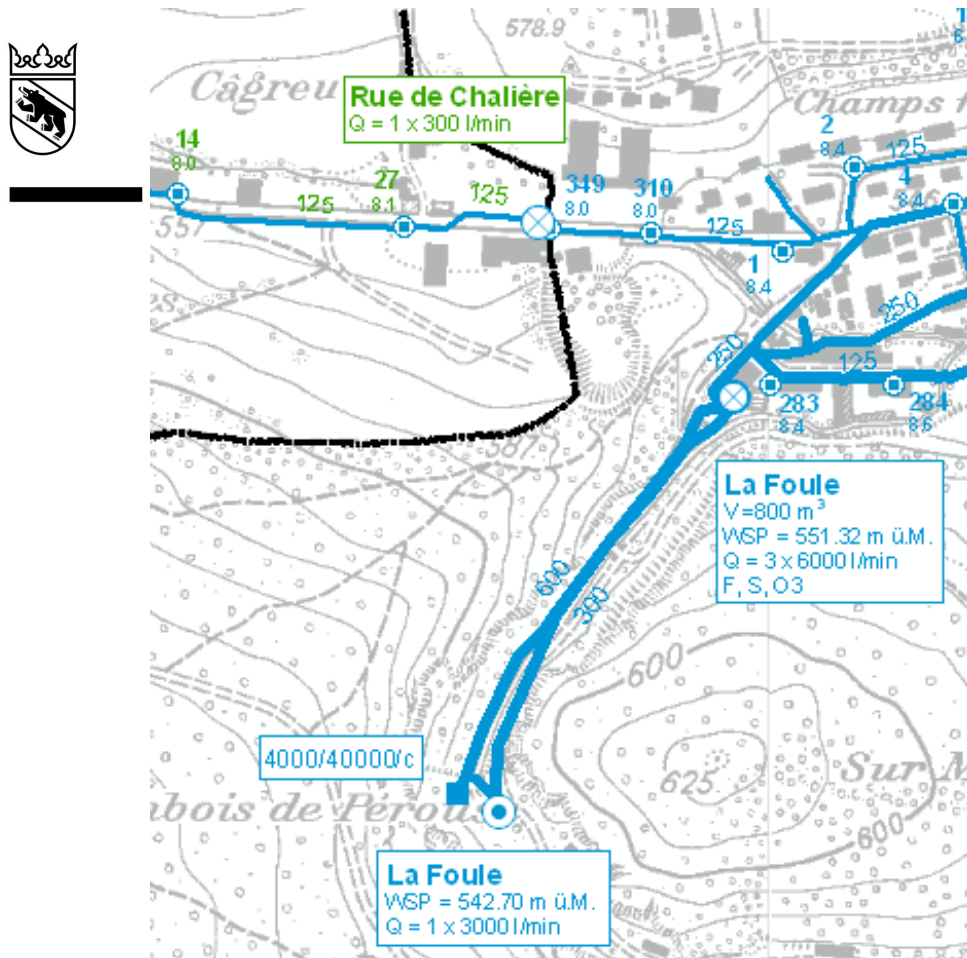 578.9
Câgreu
Rue de Chalière
Q = 1 x 300 l/min
Champs
14
8.0
2
8.4
125
27
8.1
125
125
349
8.0
310
8.0
4
8.4
125
1
8.4
557
250
250
125
283
8.4
284
8.6
587
La Foule
V=800 m³
WSP = 551.32 m ü.M.
Q = 3 x 6000 l/min
F, S, O3
600
300
600
4000/40000/c
625
Sur M
bois de Pérous
600
La Foule
WSP = 542.70 m ü.M.
Q = 1 x 3000 l/min